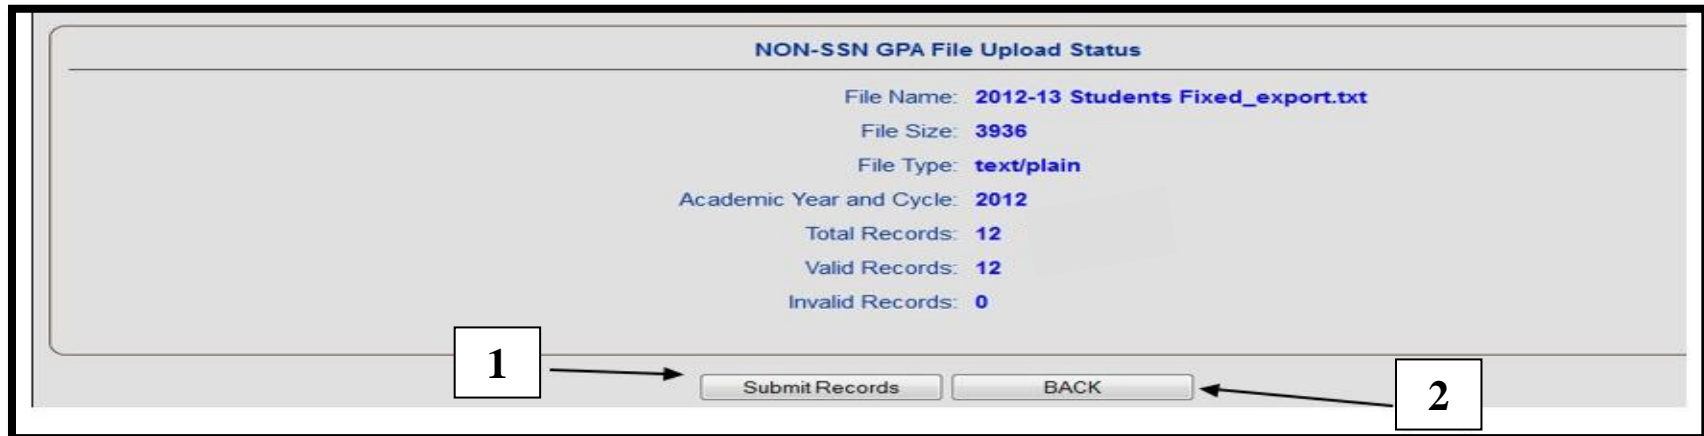 NON-SSN GPA File Upload Status
File Name: 2012-13 Students Fixed_export.txt
File Size: 3936
File Type: text/plain
Academic Year and Cycle: 2012
Total Records: 12
Valid Records: 12
Invalid Records: 0
1
Submit Records BACK
2